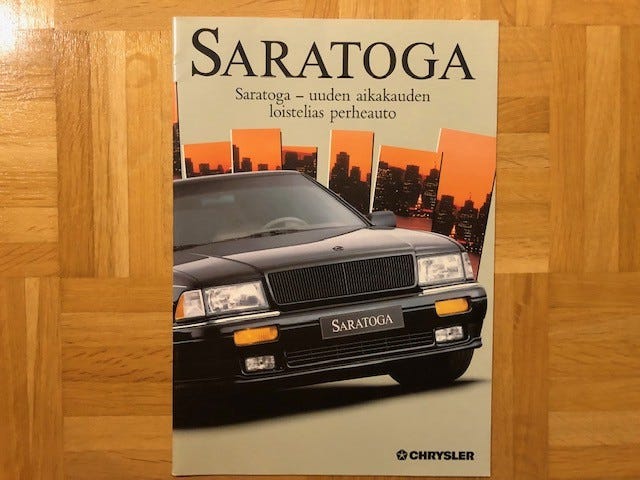 SARATOGA
Saratoga – uuden aikakauden
loistelias perheauto
SARATOGA
CHRYSLER